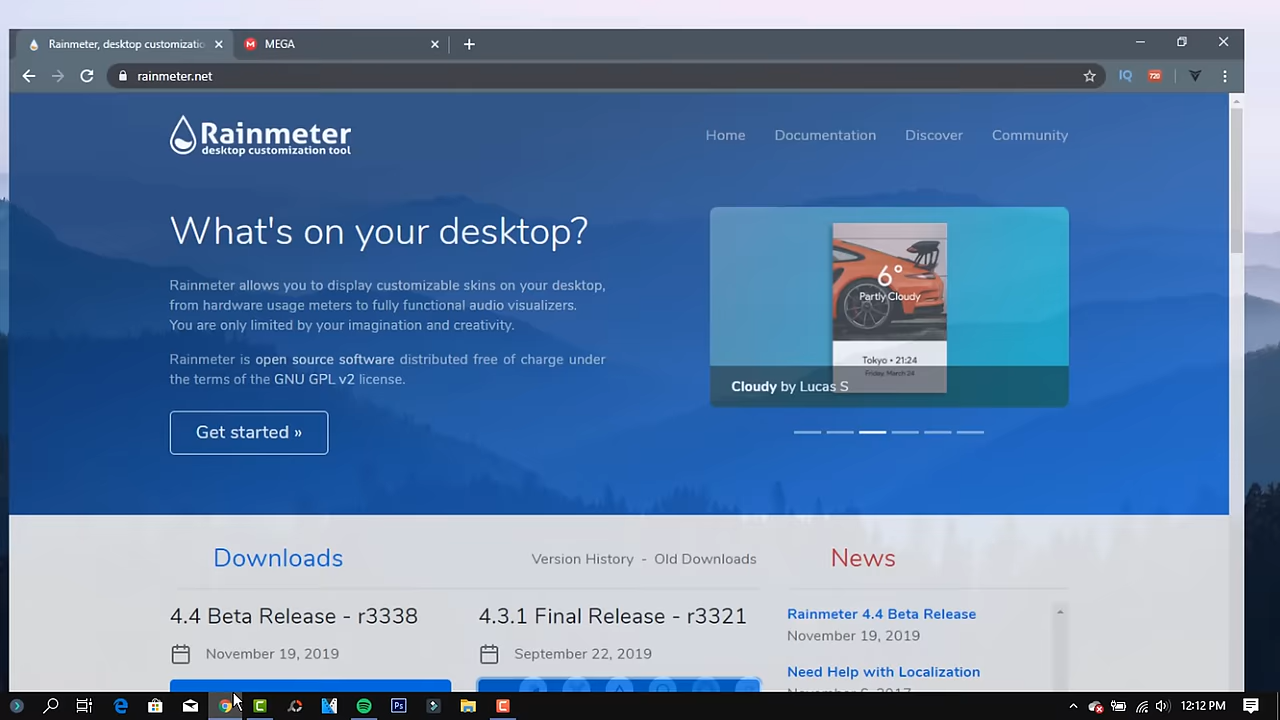 Rainmeter, desktop customizatio
MEGA
rainmeter.net
IQ
720
Rainmeter
desktop customization tool
Home
Documentation
Discover
Community
What's on your desktop?
Rainmeter allows you to display customizable skins on your desktop,
from hardware usage meters to fully functional audio visualizers.
You are only limited by your imagination and creativity.
Rainmeter is open source software distributed free of charge under
the terms of the GNU GPL v2 license.
Get started »
6°
Partly Cloudy
Tokyo • 21:24
Friday, March 24
Cloudy by Lucas S
Downloads
Version History - Old Downloads
News
4.4 Beta Release - r3338
November 19, 2019
4.3.1 Final Release - r3321
September 22, 2019
Rainmeter 4.4 Beta Release
November 19, 2019
Need Help with Localization
Ps
12:12 PM